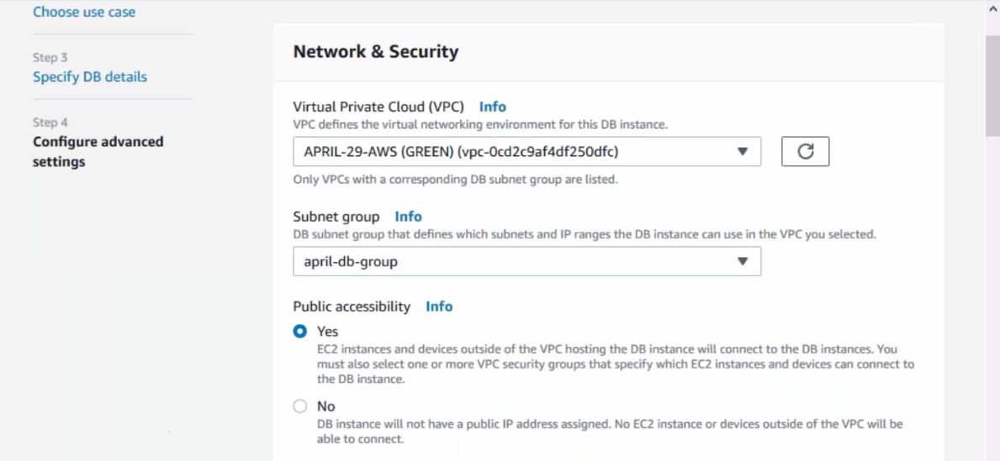 Choose use case
Step 3
Specify DB details
Step 4
Configure advanced
settings
Network & Security
Virtual Private Cloud (VPC) Info
VPC defines the virtual networking environment for this DB instance.
APRIL-29-AWS (GREEN) (vpc-0cd2c9af4df250dfc)
Only VPCs with a corresponding DB subnet group are listed.
Subnet group Info
DB subnet group that defines which subnets and IP ranges the DB instance can use in the VPC you selected.
april-db-group
Public accessibility Info
Yes
EC2 instances and devices outside of the VPC hosting the DB instance will connect to the DB instances. You
must also select one or more VPC security groups that specify which EC2 instances and devices can connect to
the DB instance.
No
DB instance will not have a public IP address assigned. No EC2 instance or devices outside of the VPC will be
able to connect.